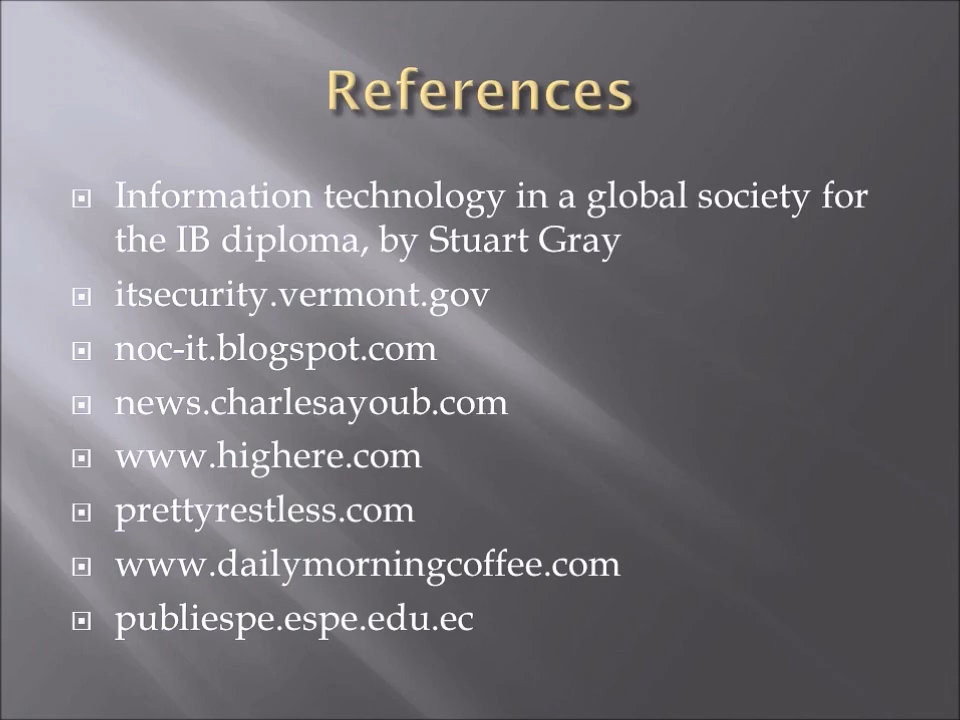 References
Information technology in a global society for
the IB diploma, by Stuart Gray
itsecurity.vermont.gov
noc-it.blogspot.com
news.charlesayoub.com
www.highere.com
prettyrestless.com
www.dailymorningcoffee.com
publiespe.espe.edu.ec